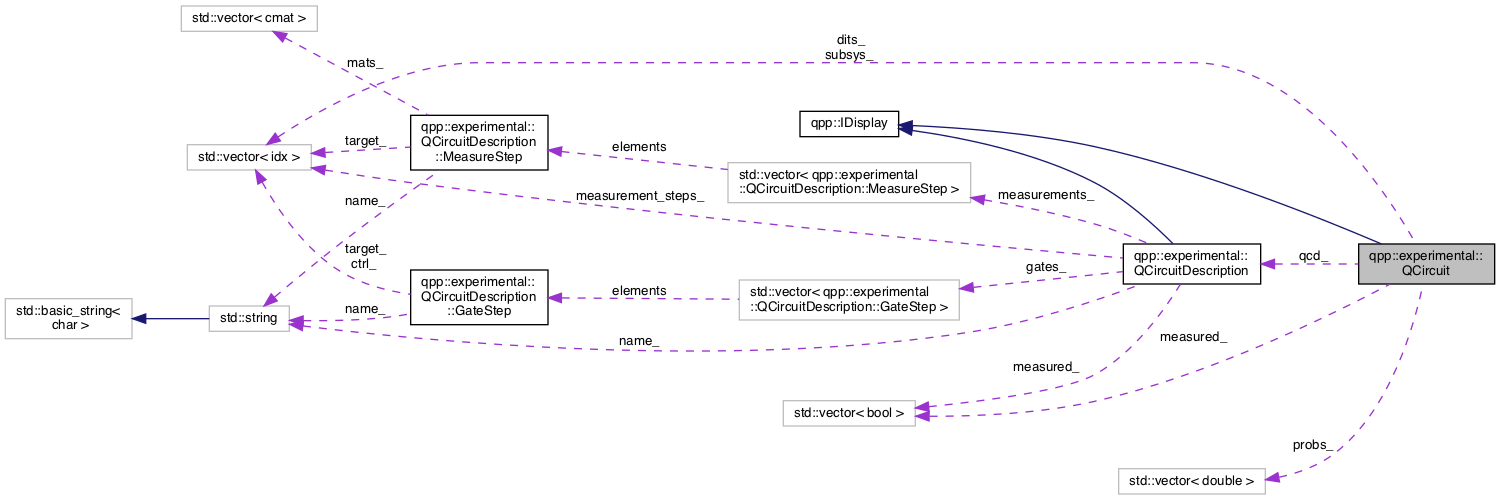 std::vector< cmat >
dits_
subsys_
mats_
qpp::IDisplay
qpp::experimental::
QCircuitDescription
::MeasureStep
target_
elements
std::vector< idx >
std::vector< qpp::experimental
::QCircuitDescription::MeasureStep >
measurements_
measurement_steps_
name_
qpp::experimental::
QCircuitDescription
qcd_
qpp::experimental::
QCircuit
target_
ctrl_
gates_
qpp::experimental::
QCircuitDescription
::GateStep
elements
std::vector< qpp::experimental
::QCircuitDescription::GateStep >
std::basic_string<
char >
std::string
name_
name_
measured_
measured_
std::vector< bool >
probs_
std::vector< double >